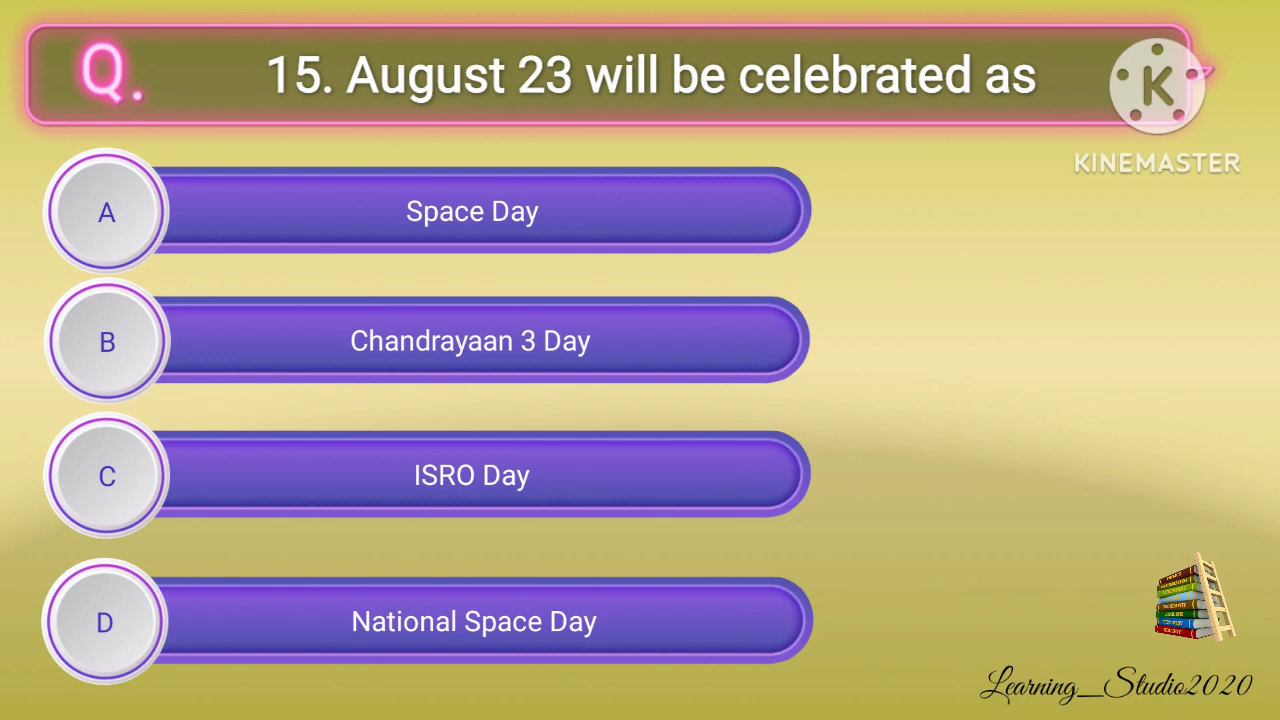 Q. 15. August 23 will be celebrated as
K
KINEMASTER
A Space Day
B Chandrayaan 3 Day
C ISRO Day
D National Space Day
Learning_Studio2020